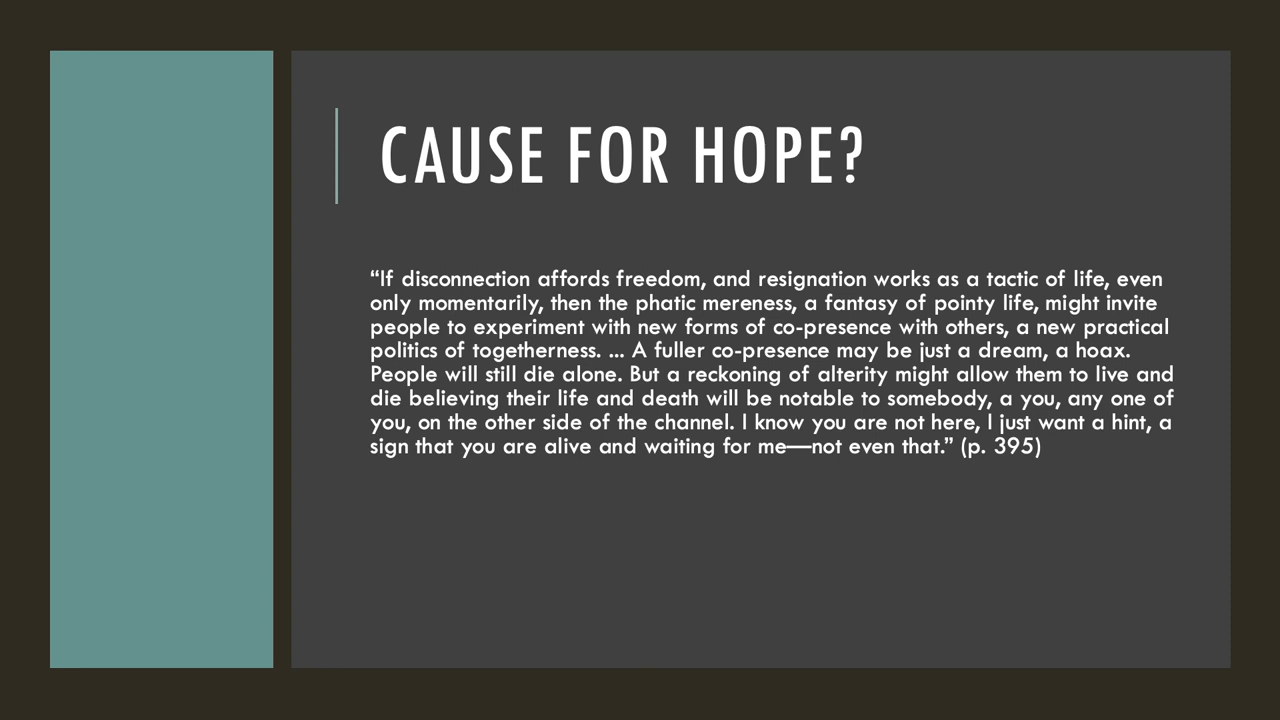 CAUSE FOR HOPE?
“If disconnection affords freedom, and resignation works as a tactic of life, even
only momentarily, then the phatic mereness, a fantasy of pointy life, might invite
people to experiment with new forms of co-presence with others, a new practical
politics of togetherness. ... A fuller co-presence may be just a dream, a hoax.
People will still die alone. But a reckoning of alterity might allow them to live and
die believing their life and death will be notable to somebody, a you, any one of
you, on the other side of the channel. I know you are not here, I just want a hint, a
sign that you are alive and waiting for me—not even that.” (p. 395)